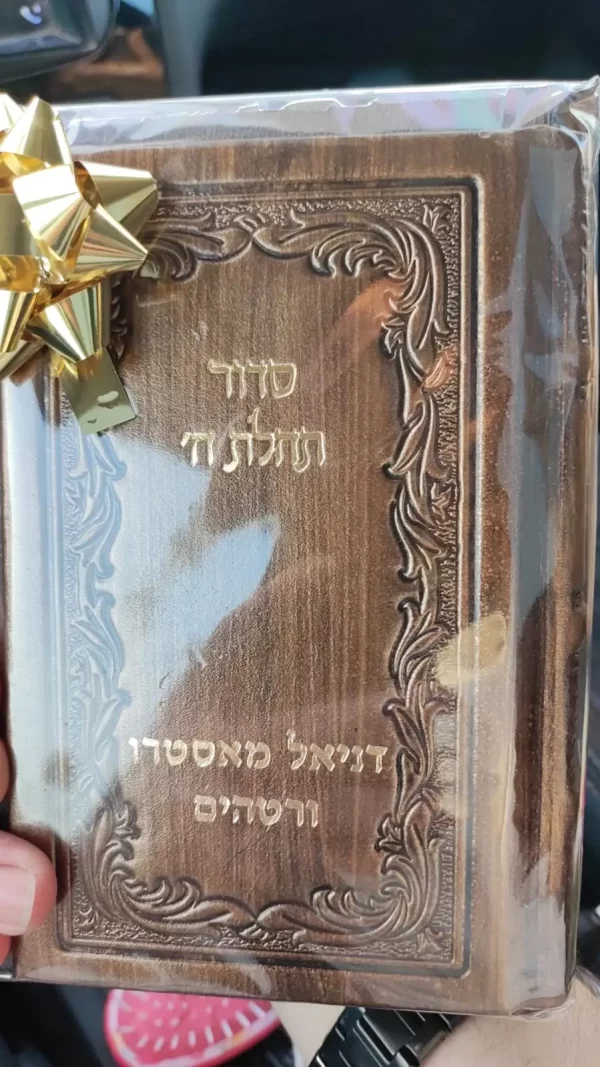 סדור
תהלת ה'
דניאל מאסטרו
ורטהים